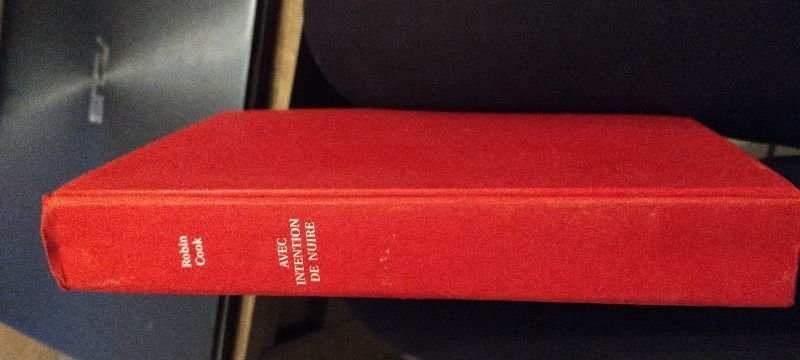 Robin
Cook
AVEC
INTENTION
DE NUIRE